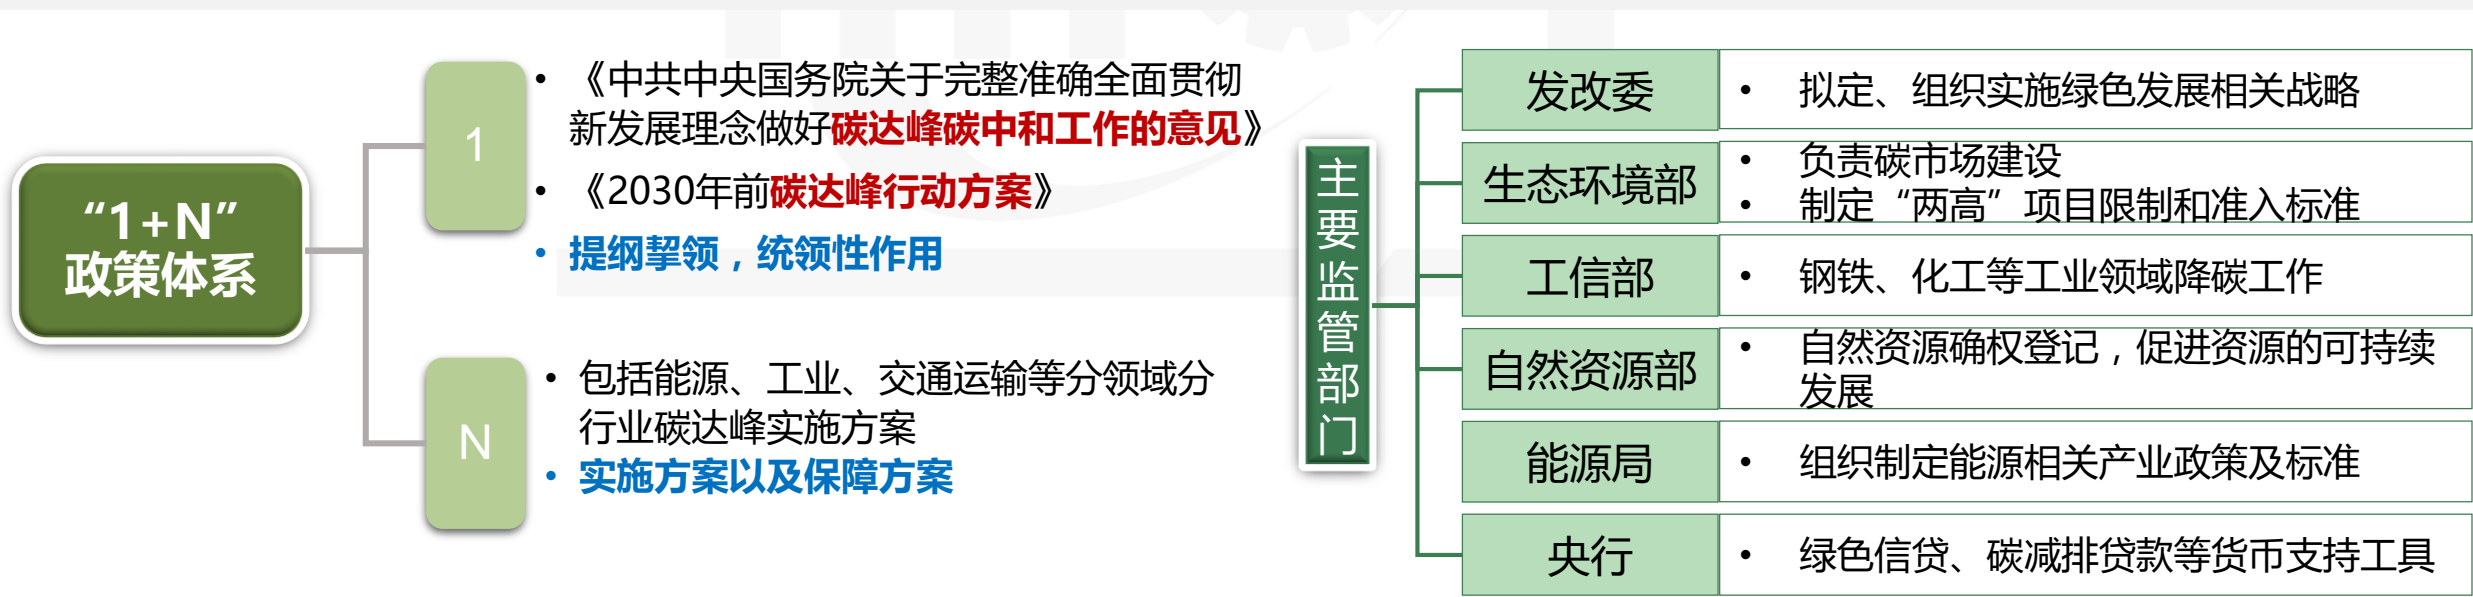 “1+N”
政策体系
1
• 《中共中央国务院关于完整准确全面贯彻
新发展理念做好碳达峰碳中和工作的意见》
• 《2030年前碳达峰行动方案》
• 提纲挈领，统领性作用
N
• 包括能源、工业、交通运输等分领域分
行业碳达峰实施方案
• 实施方案以及保障方案
主要监管部门
发改委
• 拟定、组织实施绿色发展相关战略
生态环境部
• 负责碳市场建设
• 制定“两高”项目限制和准入标准
工信部
• 钢铁、化工等工业领域降碳工作
自然资源部
• 自然资源确权登记，促进资源的可持续
发展
能源局
• 组织制定能源相关产业政策及标准
央行
• 绿色信贷、碳减排贷款等货币支持工具